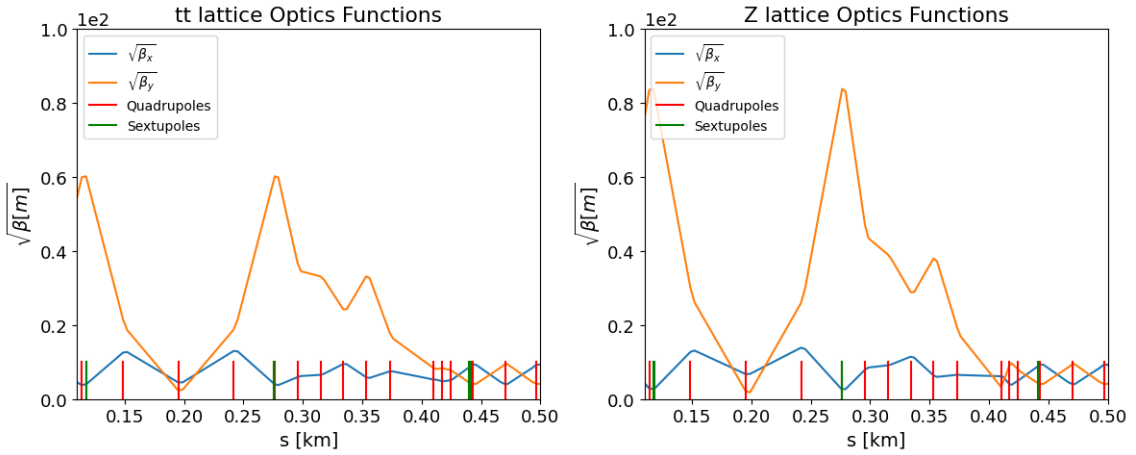 tt lattice Optics Functions
1e2
√βx
√βy
Quadrupoles
Sextupoles
1.0
0.8
0.6
0.4
0.2
0.0
√β[m]
0.15 0.20 0.25 0.30 0.35 0.40 0.45 0.50
s [km]
Z lattice Optics Functions
1e2
√βx
√βy
Quadrupoles
Sextupoles
1.0
0.8
0.6
0.4
0.2
0.0
√β[m]
0.15 0.20 0.25 0.30 0.35 0.40 0.45 0.50
s [km]